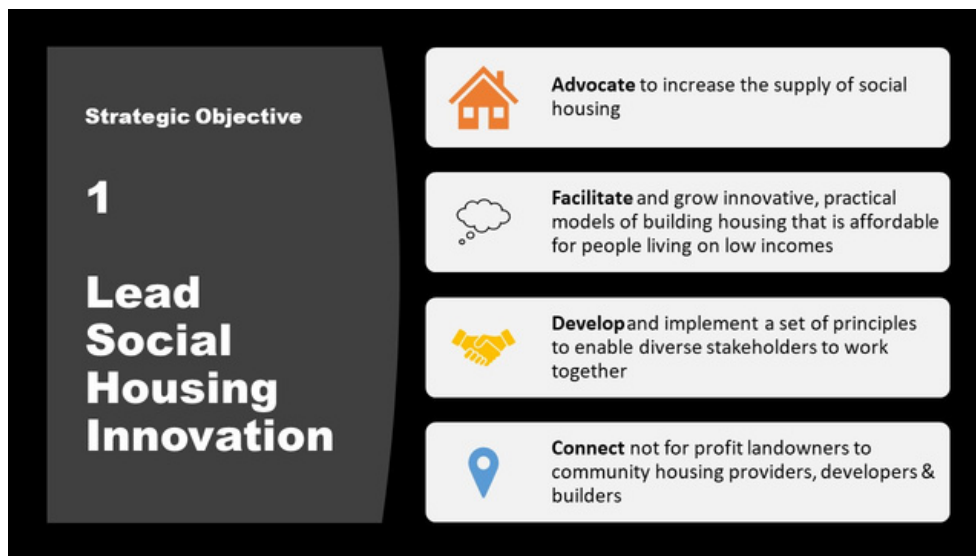 Strategic Objective
1
Lead
Social
Housing
Innovation
Advocate to increase the supply of social
housing
Facilitate and grow innovative, practical
models of building housing that is affordable
for people living on low incomes
Develop and implement a set of principles
to enable diverse stakeholders to work
together
Connect not for profit landowners to
community housing providers, developers &
builders